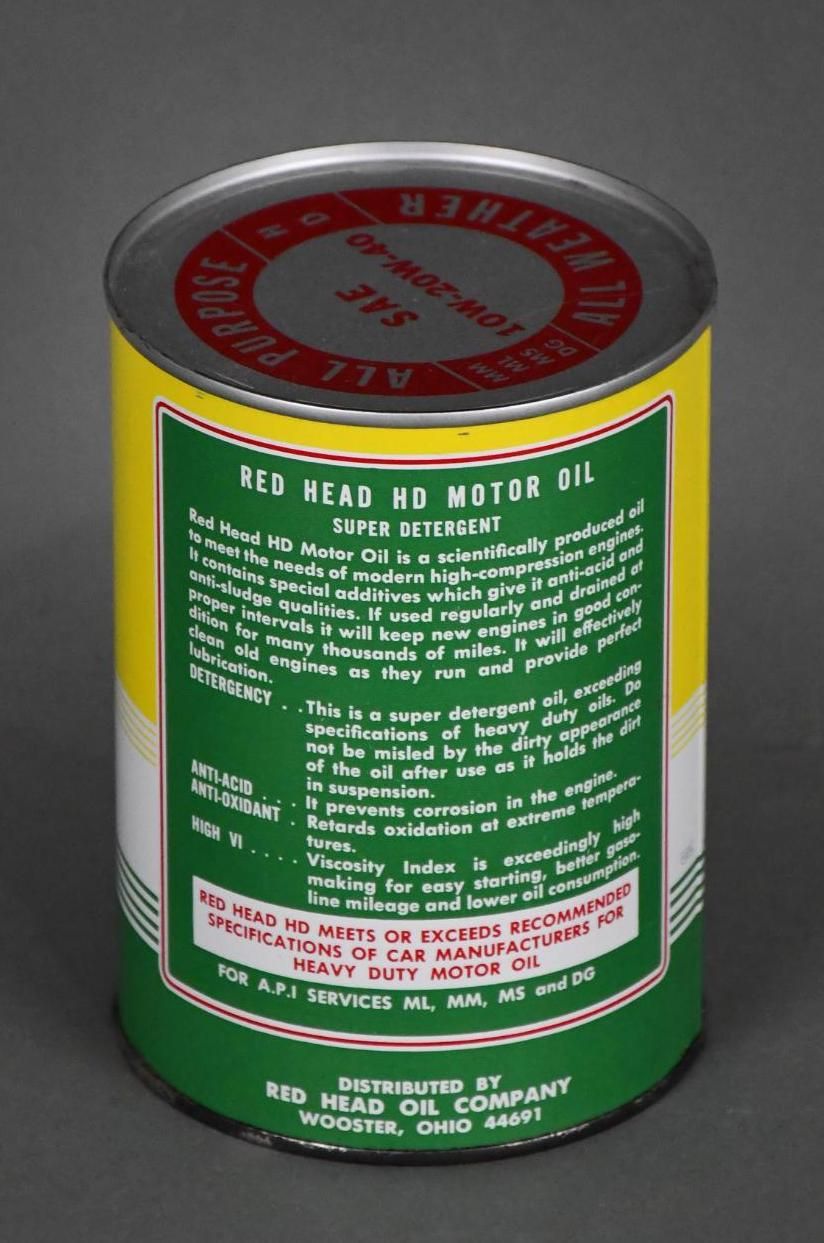 ALL WEATHER
HD
ALL PURPOSE
MM ML
DG MS
SAE
10W-20W-40
RED HEAD HD MOTOR OIL
SUPER DETERGENT
Red Head HD Motor Oil is a scientifically produced oil
to meet the needs of modern high-compression engines.
It contains special additives which give it anti-acid and
anti-sludge qualities. If used regularly and drained at
proper intervals it will keep new engines in good con-
dition for many thousands of miles. It will effectively
clean old engines as they run and provide perfect
lubrication.
DETERGENCY . . This is a super detergent oil, exceeding
specifications of heavy duty oils. Do
not be misled by the dirty appearance
of the oil after use as it holds the dirt
in suspension.
ANTI-ACID . . . It prevents corrosion in the engine.
ANTI-OXIDANT . Retards oxidation at extreme tempera-
tures.
HIGH VI . . . . . Viscosity Index is exceedingly high
making for easy starting, better gaso-
line mileage and lower oil consumption.
RED HEAD HD MEETS OR EXCEEDS RECOMMENDED
SPECIFICATIONS OF CAR MANUFACTURERS FOR
HEAVY DUTY MOTOR OIL
FOR A.P.I SERVICES ML, MM, MS and DG
DISTRIBUTED BY
RED HEAD OIL COMPANY
WOOSTER, OHIO 44691